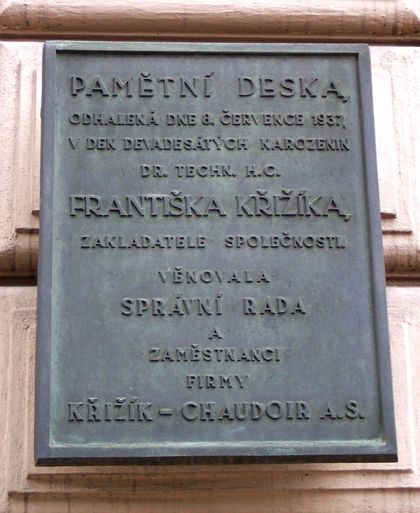 PAMĚTNÍ DESKA,
ODHALENÁ DNE 8. ČERVENCE 1937,
V DEN DEVADESÁTÝCH NAROZENIN
DR. TECHN. H.C.
FRANTIŠKA KŘIŽÍKA,
ZAKLADATELE SPOLEČNOSTI.
VĚNOVALA
SPRÁVNÍ RADA
A
ZAMĚSTNANCI
FIRMY
KŘIŽÍK – CHAUDOIR A.S.